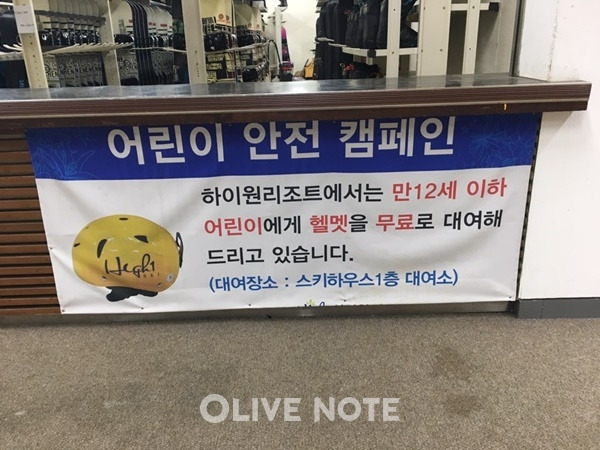 어린이 안전 캠페인
하이원리조트에서는 만12세 이하
어린이에게 헬멧을 무료로 대여해
드리고 있습니다.
(대여장소 : 스키하우스1층 대여소)
High1
OLIVE NOTE